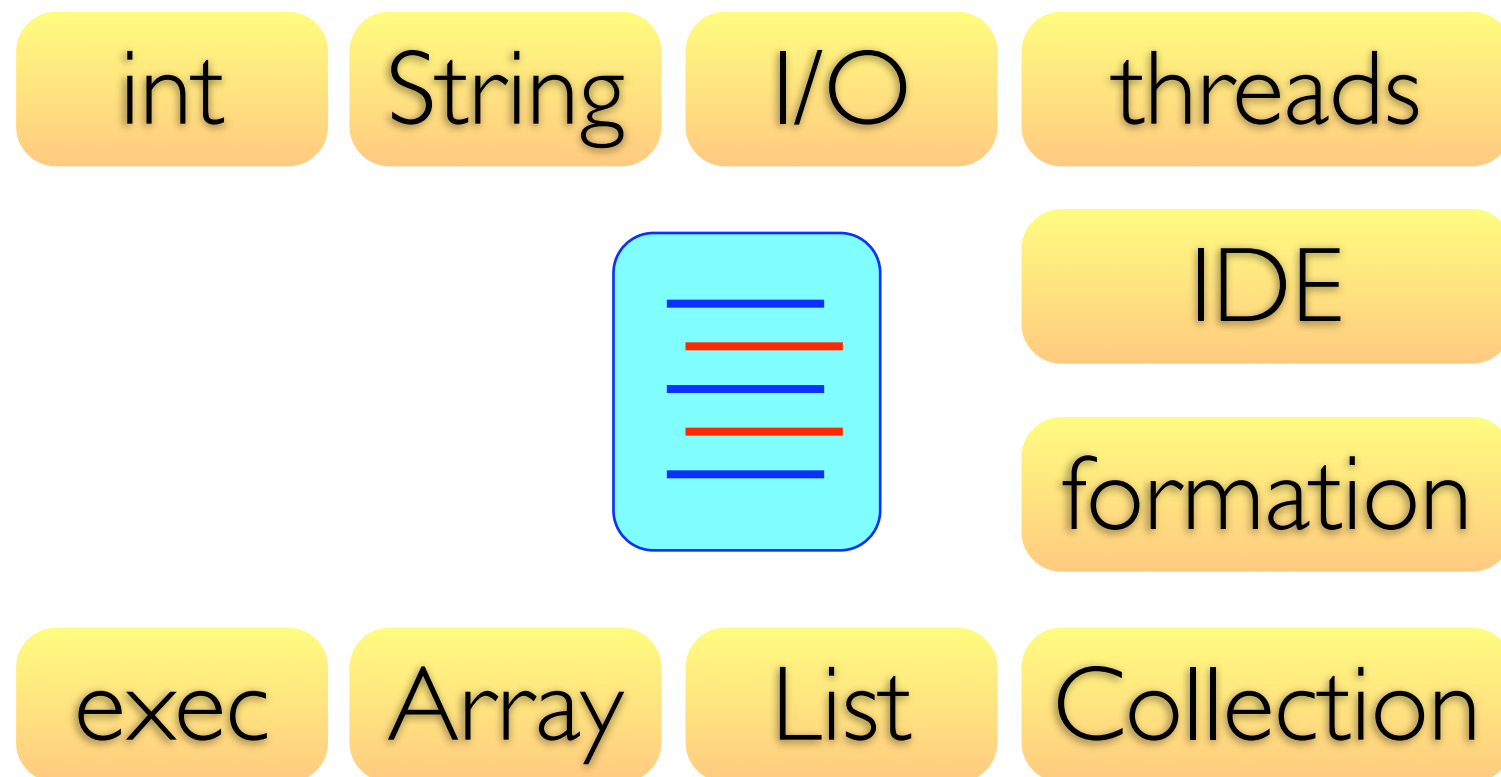 int String I/O threads
IDE
formation
exec Array List Collection